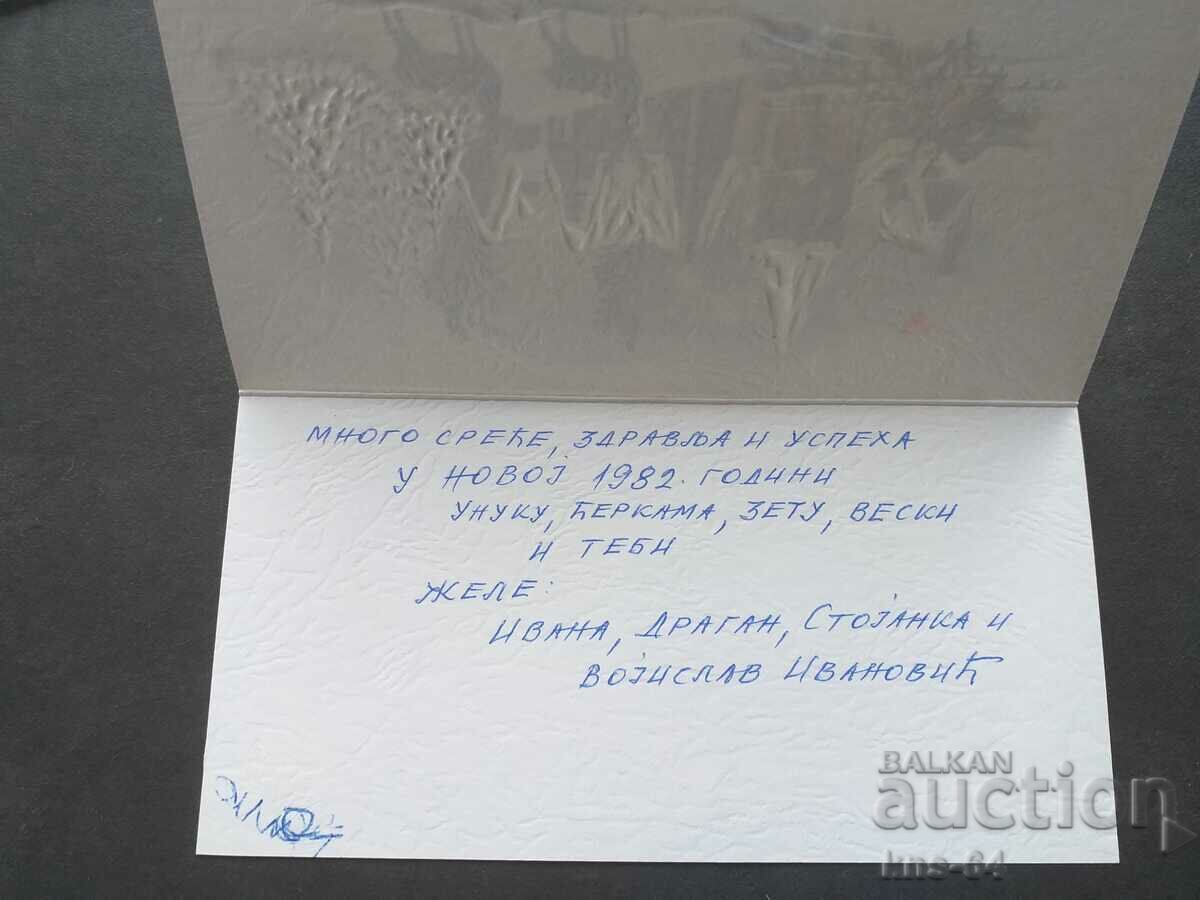 МНОГО СРЕЋЕ, ЗДРАВЉА И УСПЕХА
У НОВОЈ 1982. ГОДИНИ
УНУКУ, ЋЕРКАМА, ЗЕТУ, ВЕСКИ
И ТЕБИ
ЖЕЛЕ:
ИВАНА, ДРАГАН, СТОЈАНКА И
ВОЈИСЛАВ ИВАНОВИЋ
BALKAN
auction
kns-64